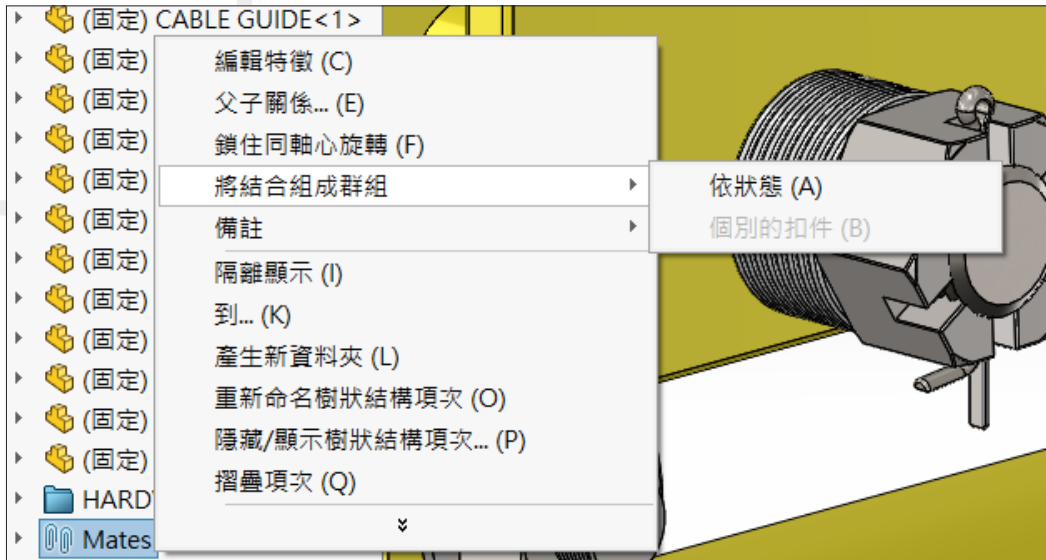 (固定) CABLE GUIDE<1>
(固定)
(固定)
(固定)
(固定)
(固定)
(固定)
(固定)
(固定)
(固定)
(固定)
(固定)
HARD
Mates
編輯特徵 (C)
父子關係... (E)
鎖住同軸心旋轉 (F)
將結合組成群組
備註
隔離顯示 (I)
到... (K)
產生新資料夾 (L)
重新命名樹狀結構項次 (O)
隱藏/顯示樹狀結構項次... (P)
摺疊項次 (Q)
依狀態 (A)
個別的扣件 (B)